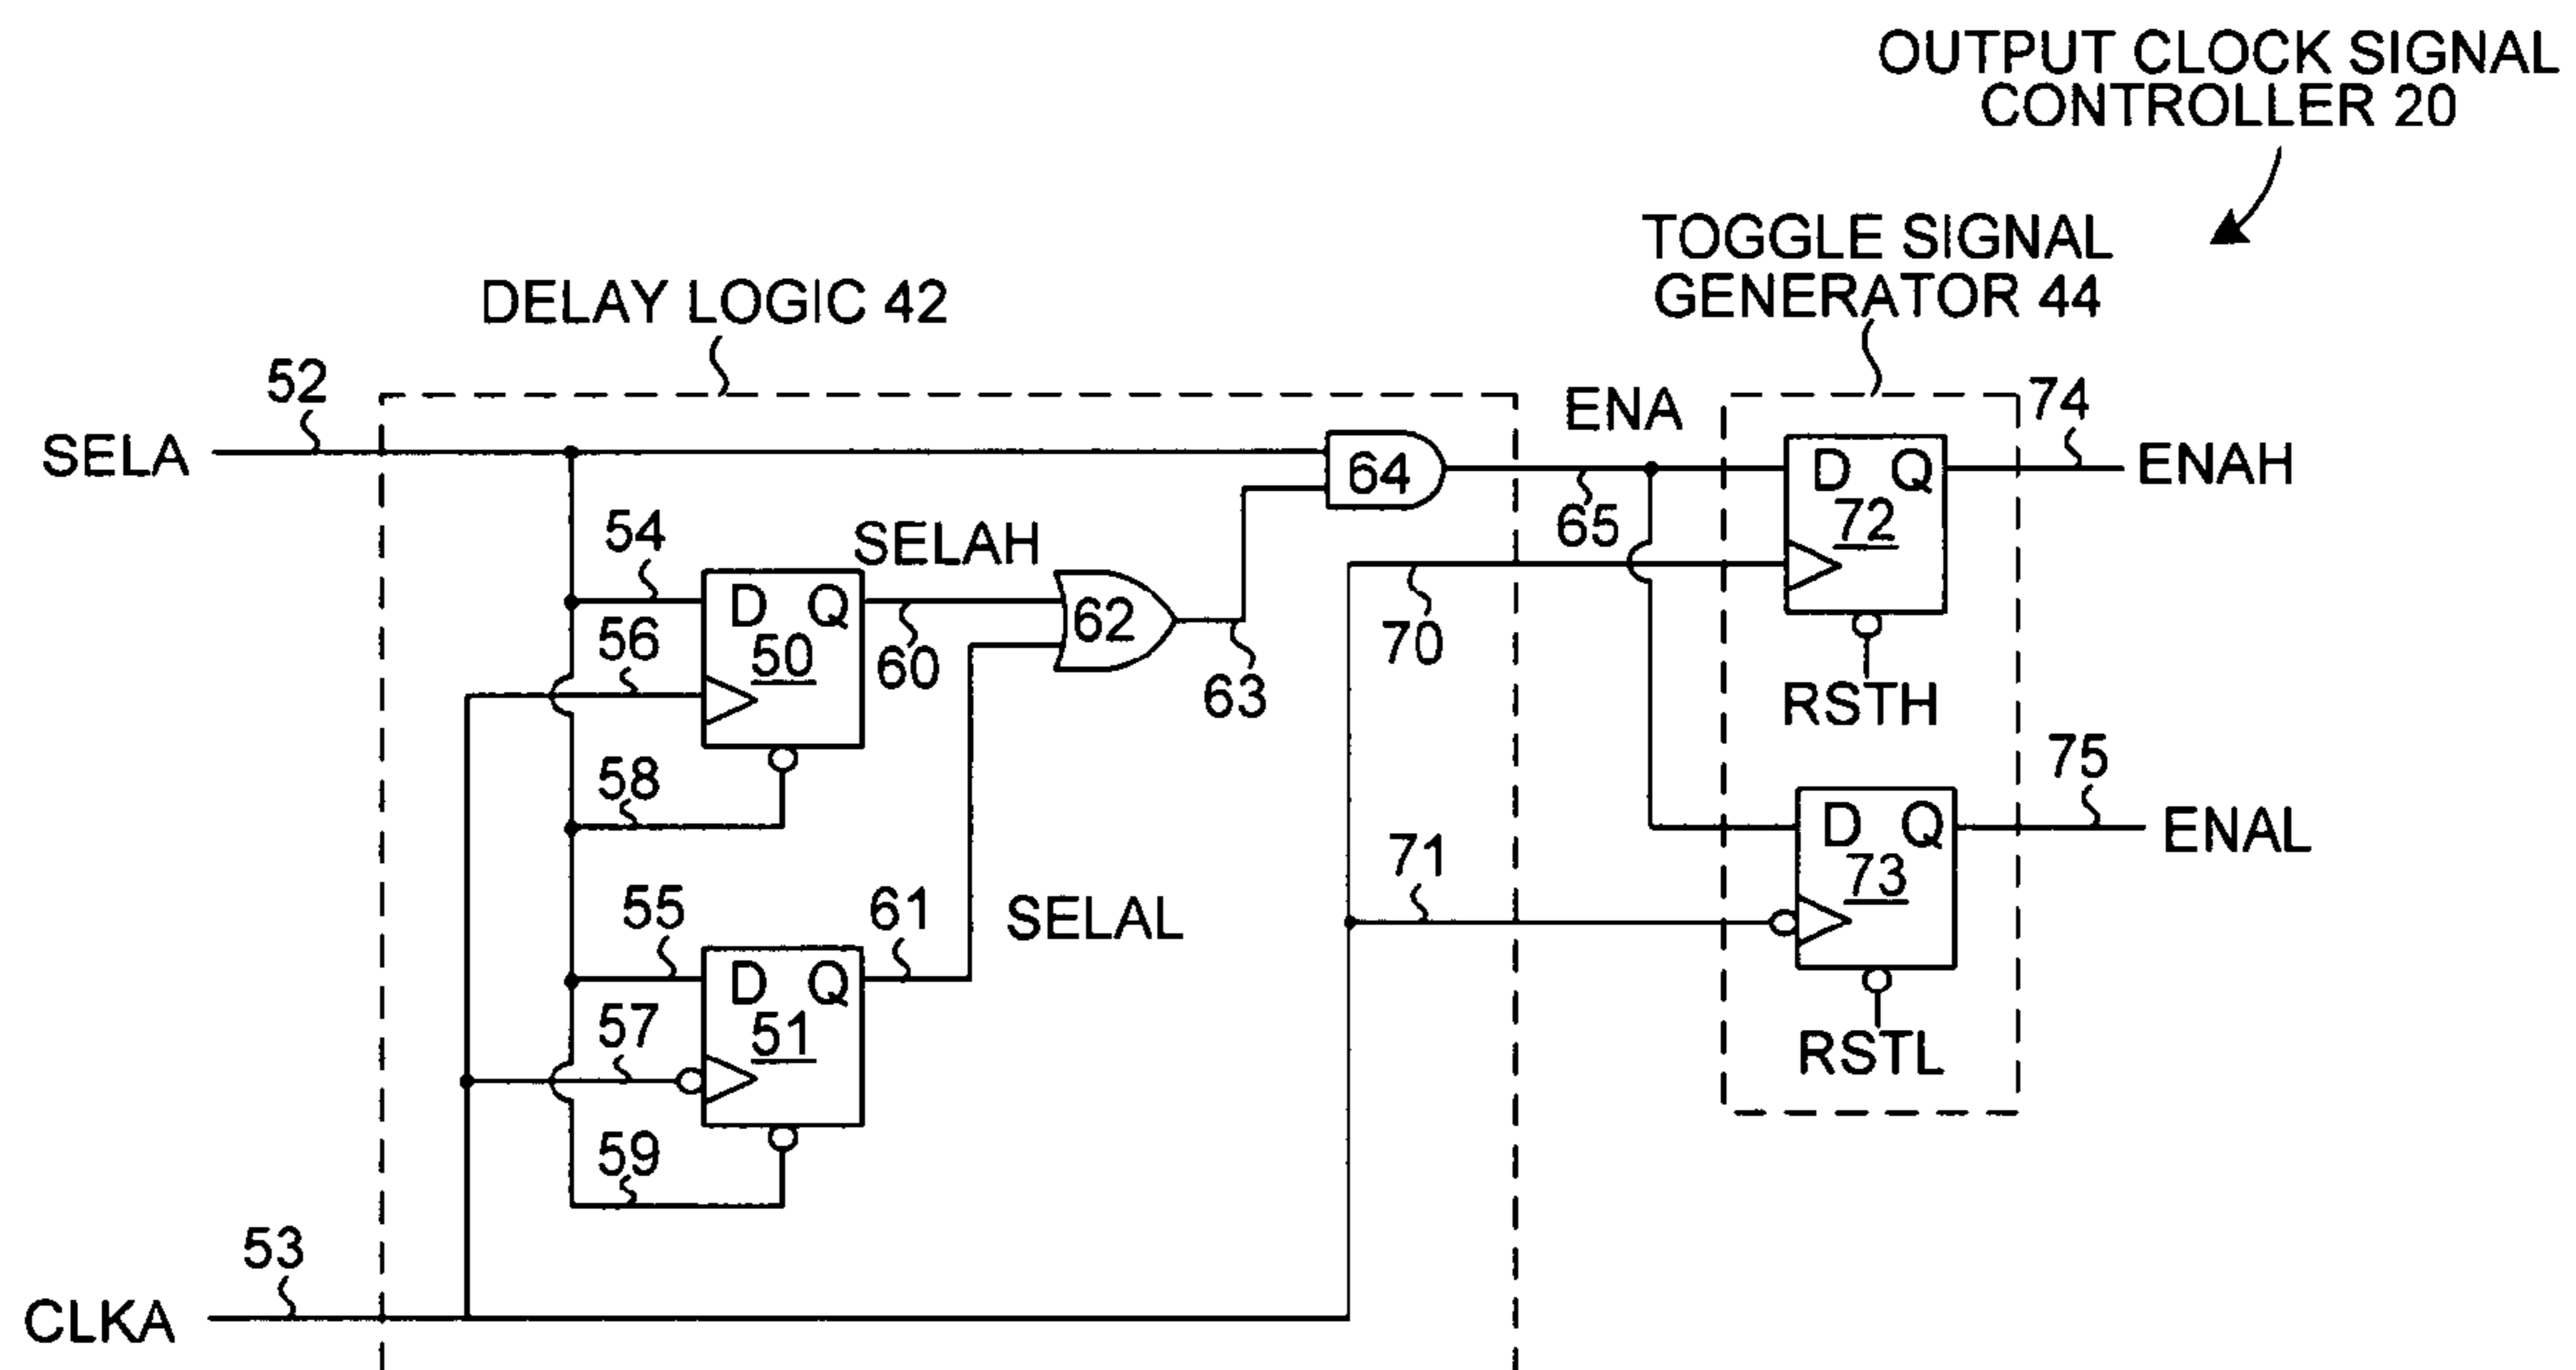 OUTPUT CLOCK SIGNAL
CONTROLLER 20
TOGGLE SIGNAL
GENERATOR 44
DELAY LOGIC 42
52
SELA
ENA
74
64
D Q
ENAH
65
72
54
SELAH
D Q
62
56
50
60
63
70
RSTH
58
75
D Q
ENAL
71
73
55
61
SELAL
D Q
57
51
RSTL
59
53
CLKA